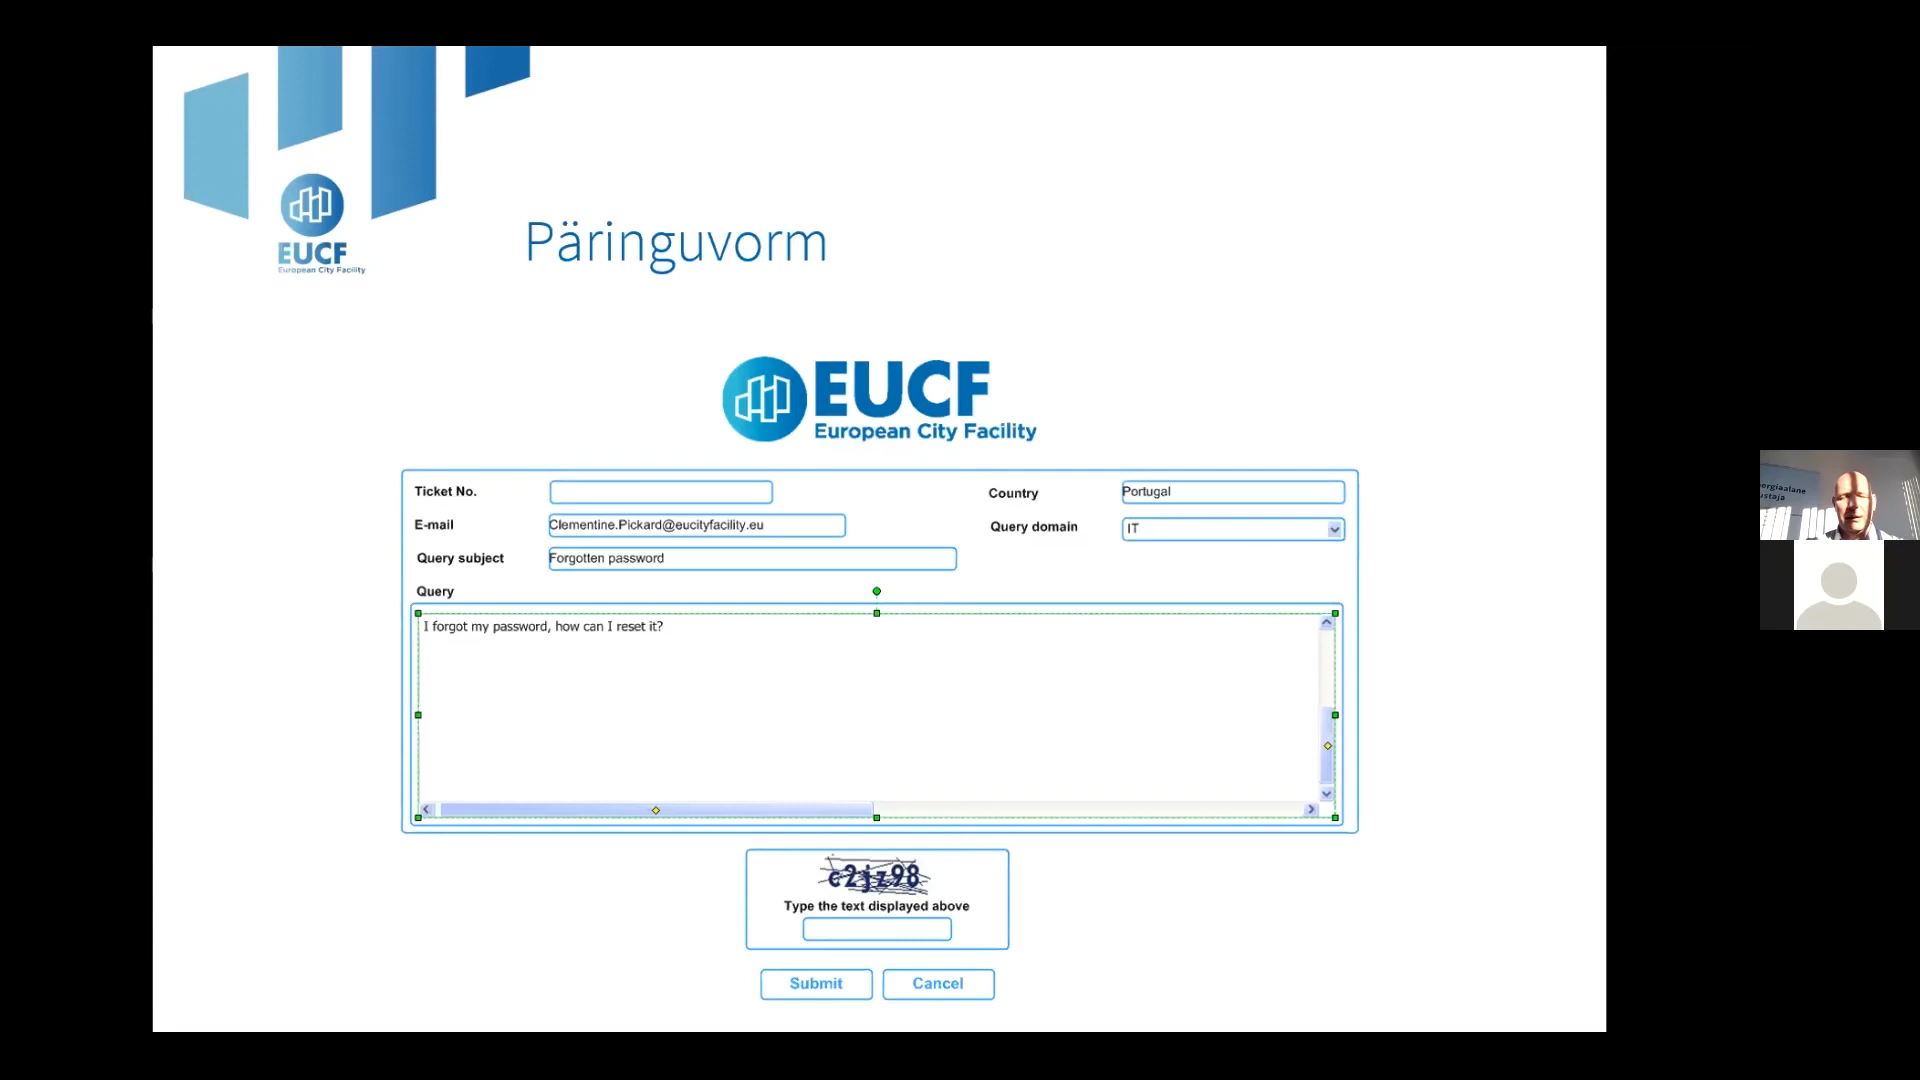 EUCF
European City Facility
Päringuvorm
EUCF
European City Facility
Ticket No.
Country
Portugal
E-mail
Clementine.Pickard@eucityfacility.eu
Query domain
IT
Query subject
Forgotten password
Query
I forgot my password, how can I reset it?
c2jz98
Type the text displayed above
Submit
Cancel